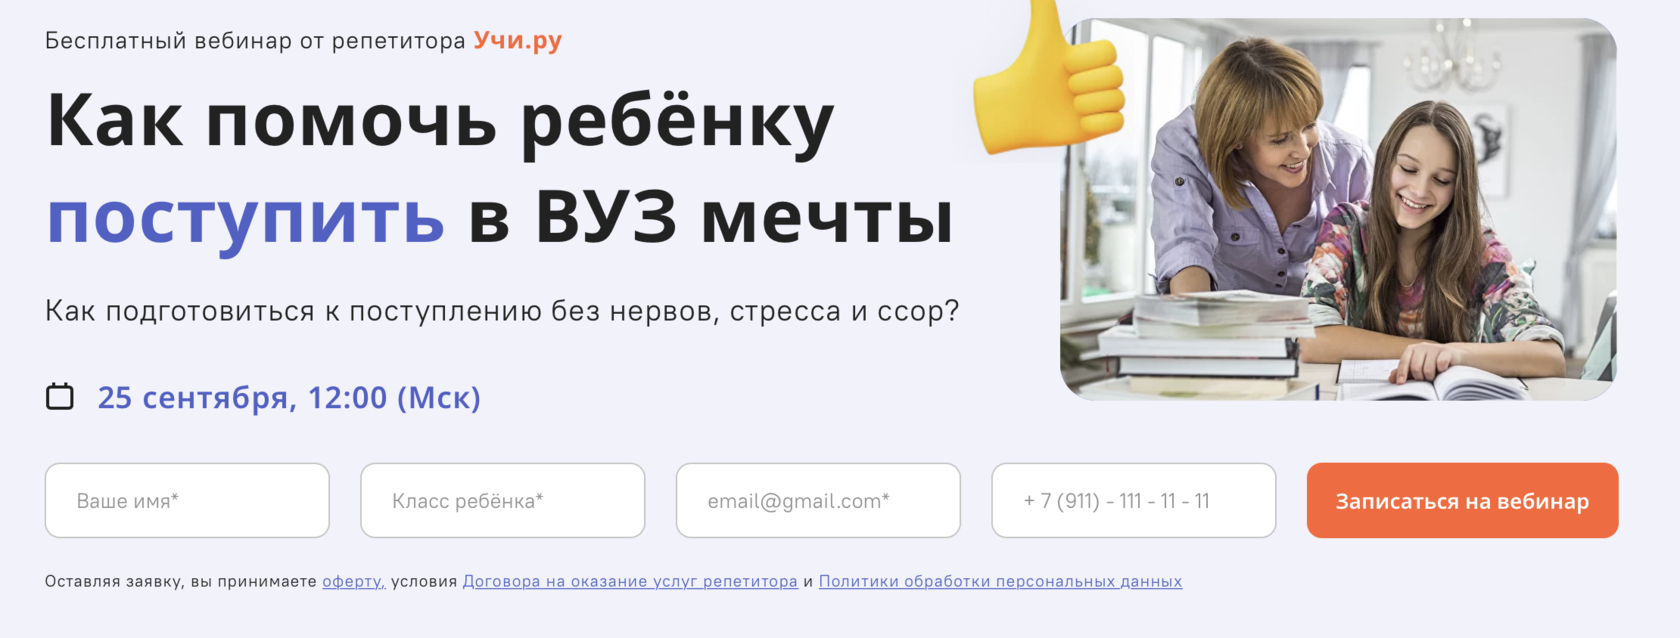 Бесплатный вебинар от репетитора Учи.ру
Как помочь ребёнку
поступить в ВУЗ мечты
Как подготовиться к поступлению без нервов, стресса и ссор?
25 сентября, 12:00 (Мск)
Ваше имя*
Класс ребёнка*
email@gmail.com*
+ 7 (911) - 111 - 11 - 11
Записаться на вебинар
Оставляя заявку, вы принимаете оферту, условия Договора на оказание услуг репетитора и Политики обработки персональных данных